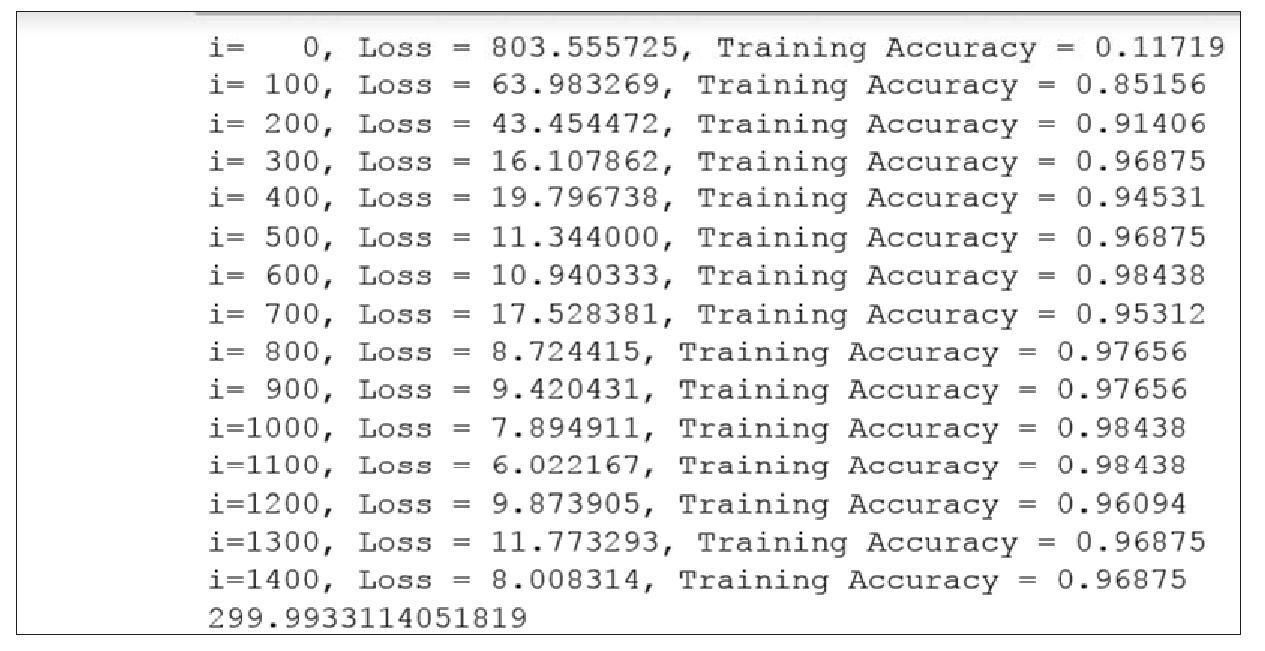 i=   0, Loss = 803.555725, Training Accuracy = 0.11719
i= 100, Loss = 63.983269, Training Accuracy = 0.85156
i= 200, Loss = 43.454472, Training Accuracy = 0.91406
i= 300, Loss = 16.107862, Training Accuracy = 0.96875
i= 400, Loss = 19.796738, Training Accuracy = 0.94531
i= 500, Loss = 11.344000, Training Accuracy = 0.96875
i= 600, Loss = 10.940333, Training Accuracy = 0.98438
i= 700, Loss = 17.528381, Training Accuracy = 0.95312
i= 800, Loss = 8.724415, Training Accuracy = 0.97656
i= 900, Loss = 9.420431, Training Accuracy = 0.97656
i=1000, Loss = 7.894911, Training Accuracy = 0.98438
i=1100, Loss = 6.022167, Training Accuracy = 0.98438
i=1200, Loss = 9.873905, Training Accuracy = 0.96094
i=1300, Loss = 11.773293, Training Accuracy = 0.96875
i=1400, Loss = 8.008314, Training Accuracy = 0.96875
299.9933114051819